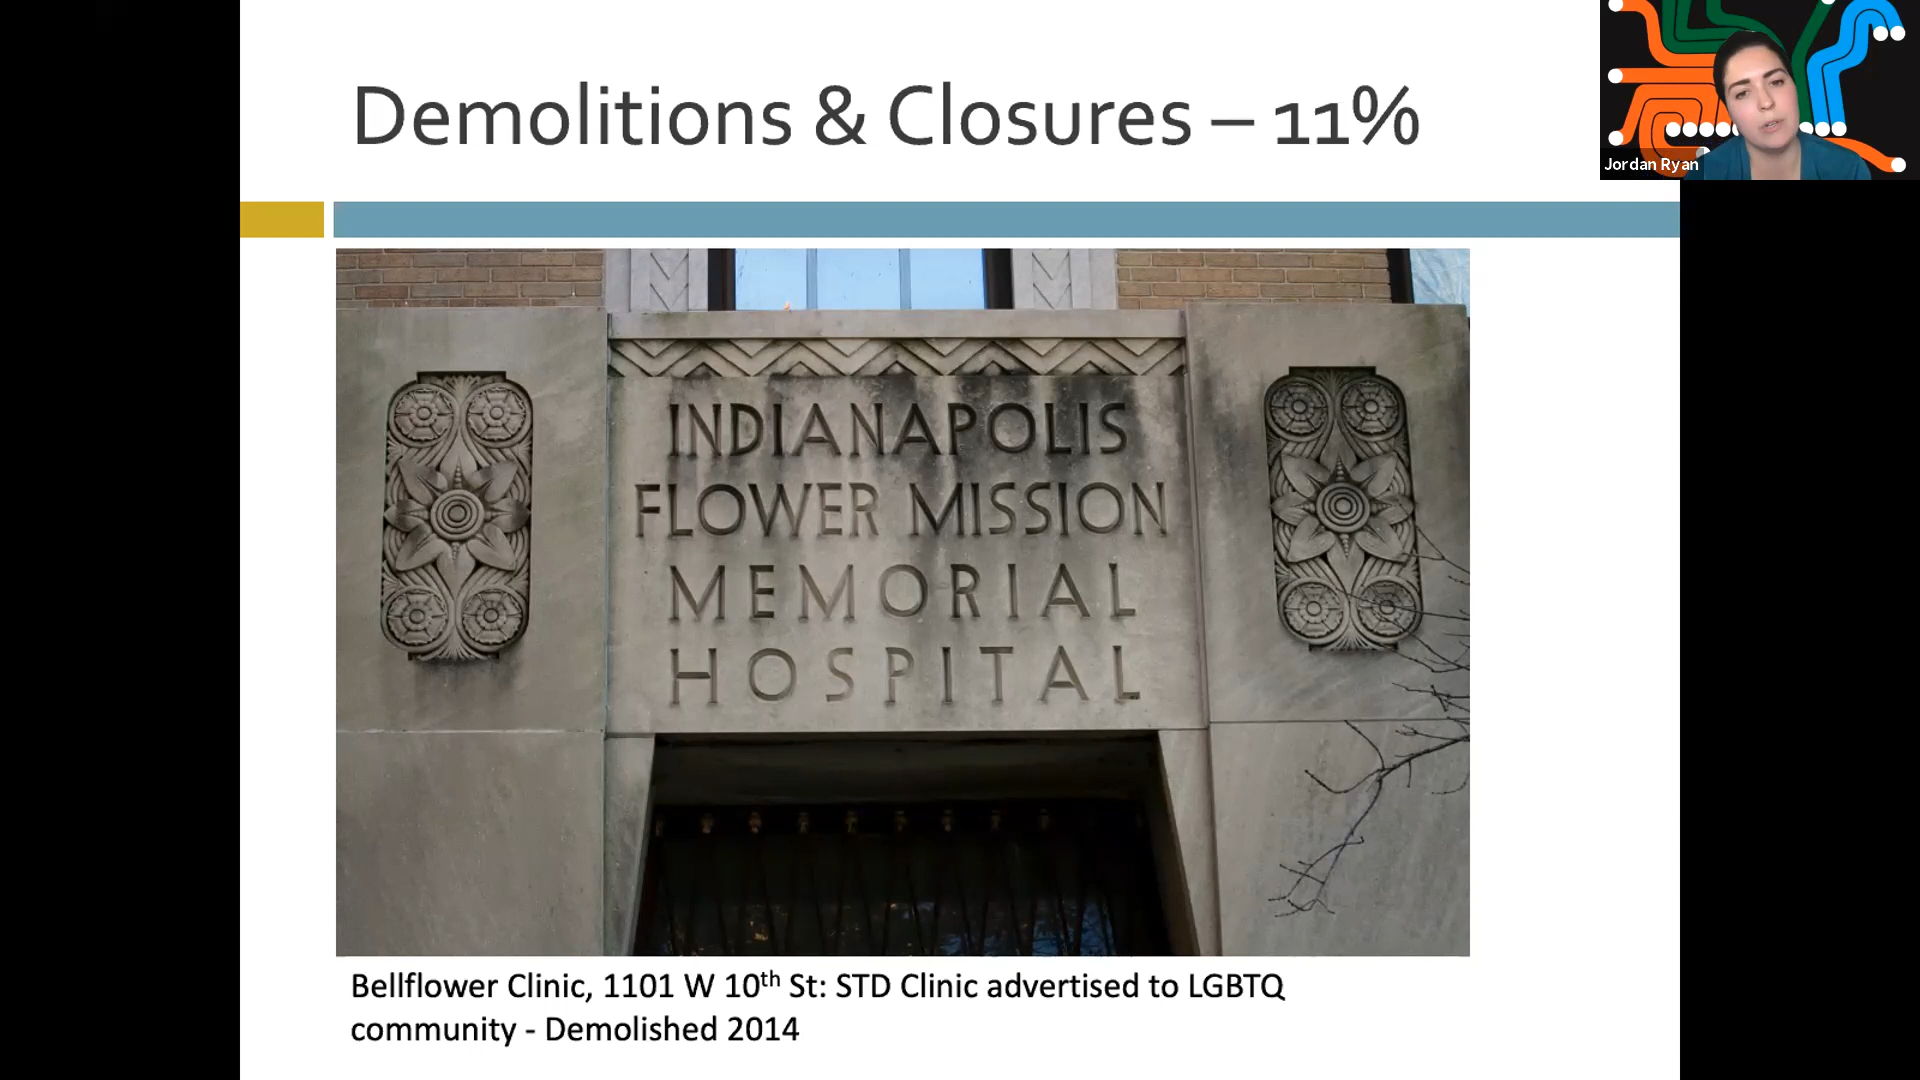 Demolitions & Closures – 11%
Jordan Ryan
INDIANAPOLIS
FLOWER MISSION
MEMORIAL
HOSPITAL
Bellflower Clinic, 1101 W 10th St: STD Clinic advertised to LGBTQ
community - Demolished 2014